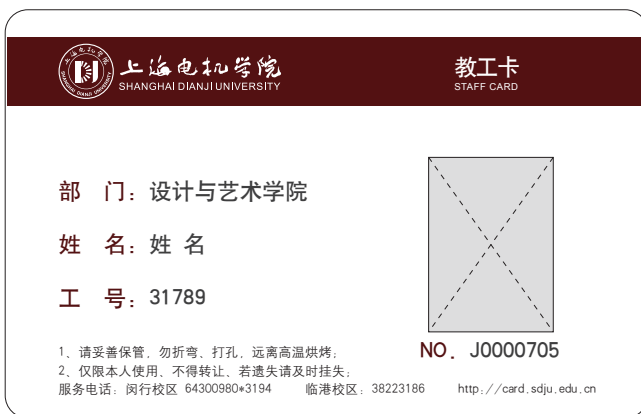 上海电机学院
SHANGHAI DIANJI UNIVERSITY
教工卡
STAFF CARD
部 门：设计与艺术学院
姓 名：姓 名
工 号：31789
NO. J0000705
1、请妥善保管，勿折弯、打孔，远离高温烘烤；
2、仅限本人使用、不得转让、若遗失请及时挂失；
服务电话：闵行校区 64300980*3194 临港校区：38223186 http://card.sdju.edu.cn